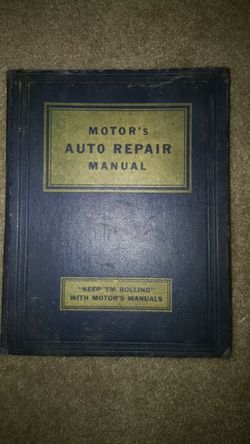 MOTOR's
AUTO REPAIR
MANUAL
"KEEP 'EM ROLLING"
WITH MOTOR'S MANUALS